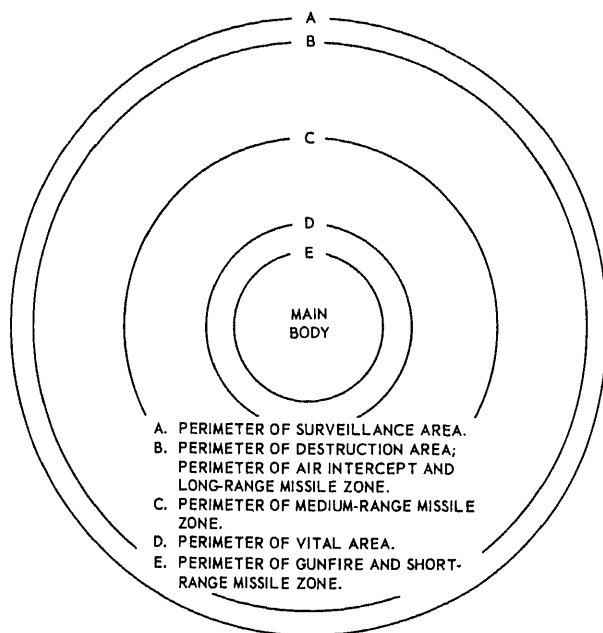 A
B
C
D
E
MAIN
BODY
A. PERIMETER OF SURVEILLANCE AREA.
B. PERIMETER OF DESTRUCTION AREA;
PERIMETER OF AIR INTERCEPT AND
LONG-RANGE MISSILE ZONE.
C. PERIMETER OF MEDIUM-RANGE MISSILE
ZONE.
D. PERIMETER OF VITAL AREA.
E. PERIMETER OF GUNFIRE AND SHORT-
RANGE MISSILE ZONE.